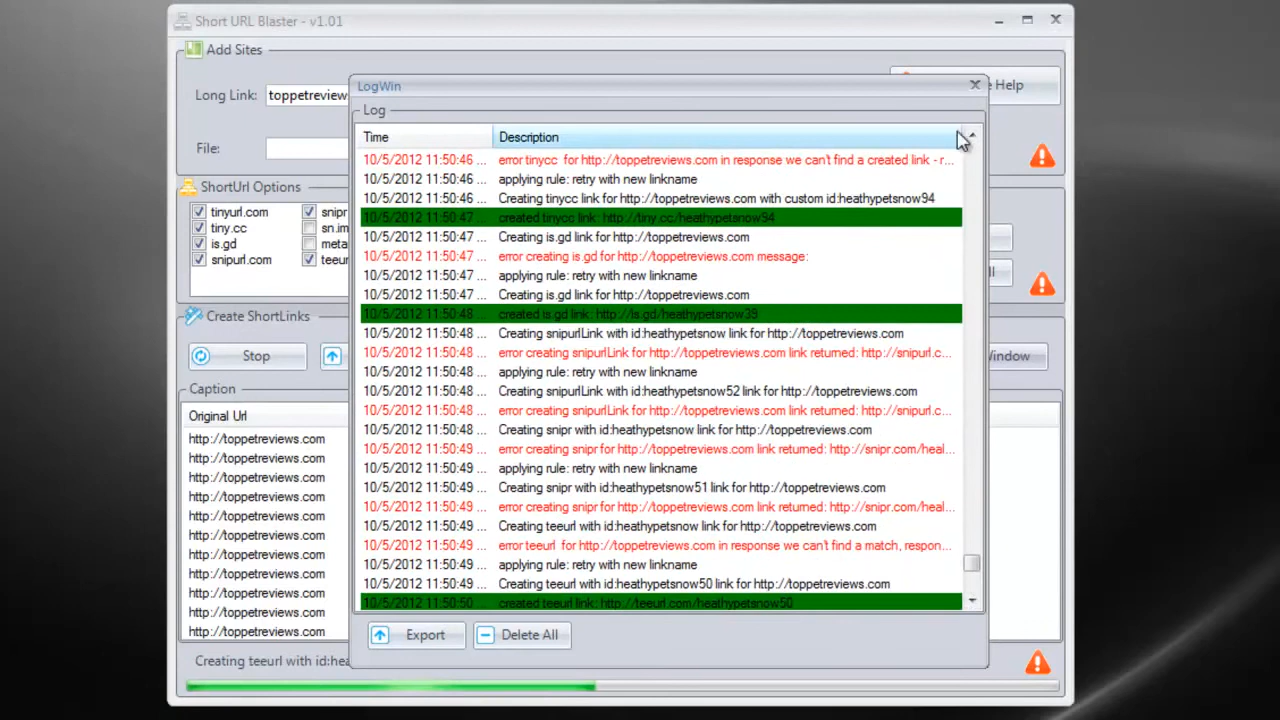 Short URL Blaster - v1.01
Add Sites
Long Link: toppetreviews
Help
File:
ShortUrl Options
tinyurl.com
snipr
tiny.cc
sn.im
is.gd
meta
snipurl.com
teeur
Create ShortLinks
Stop
Window
Caption
Original Url
http://toppetreviews.com
http://toppetreviews.com
http://toppetreviews.com
http://toppetreviews.com
http://toppetreviews.com
http://toppetreviews.com
http://toppetreviews.com
http://toppetreviews.com
http://toppetreviews.com
http://toppetreviews.com
http://toppetreviews.com
Creating teeurl with id:hea
LogWin
Log
Time Description
10/5/2012 11:50:46 ... error tinycc for http://toppetreviews.com in response we can't find a created link - r...
10/5/2012 11:50:46 ... applying rule: retry with new linkname
10/5/2012 11:50:46 ... Creating tinycc link for http://toppetreviews.com with custom id:heathypetsnow94
10/5/2012 11:50:47 ... created tinycc link: http://tiny.cc/heathypetsnow94
10/5/2012 11:50:47 ... Creating is.gd link for http://toppetreviews.com
10/5/2012 11:50:47 ... error creating is.gd for http://toppetreviews.com message:
10/5/2012 11:50:47 ... applying rule: retry with new linkname
10/5/2012 11:50:47 ... Creating is.gd link for http://toppetreviews.com
10/5/2012 11:50:48 ... created is.gd link: http://is.gd/heathypetsnow39
10/5/2012 11:50:48 ... Creating snipurlLink with id:heathypetsnow link for http://toppetreviews.com
10/5/2012 11:50:48 ... error creating snipurlLink for http://toppetreviews.com link returned: http://snipurl.c...
10/5/2012 11:50:48 ... applying rule: retry with new linkname
10/5/2012 11:50:48 ... Creating snipurlLink with id:heathypetsnow52 link for http://toppetreviews.com
10/5/2012 11:50:48 ... error creating snipurlLink for http://toppetreviews.com link returned: http://snipurl.c...
10/5/2012 11:50:48 ... Creating snipr with id:heathypetsnow link for http://toppetreviews.com
10/5/2012 11:50:49 ... error creating snipr for http://toppetreviews.com link returned: http://snipr.com/heal...
10/5/2012 11:50:49 ... applying rule: retry with new linkname
10/5/2012 11:50:49 ... Creating snipr with id:heathypetsnow51 link for http://toppetreviews.com
10/5/2012 11:50:49 ... error creating snipr for http://toppetreviews.com link returned: http://snipr.com/heal...
10/5/2012 11:50:49 ... Creating teeurl with id:heathypetsnow link for http://toppetreviews.com
10/5/2012 11:50:49 ... error teeurl for http://toppetreviews.com in response we can't find a match, respon...
10/5/2012 11:50:49 ... applying rule: retry with new linkname
10/5/2012 11:50:49 ... Creating teeurl with id:heathypetsnow50 link for http://toppetreviews.com
10/5/2012 11:50:50 ... created teeurl link: http://teeurl.com/heathypetsnow50
Export
Delete All